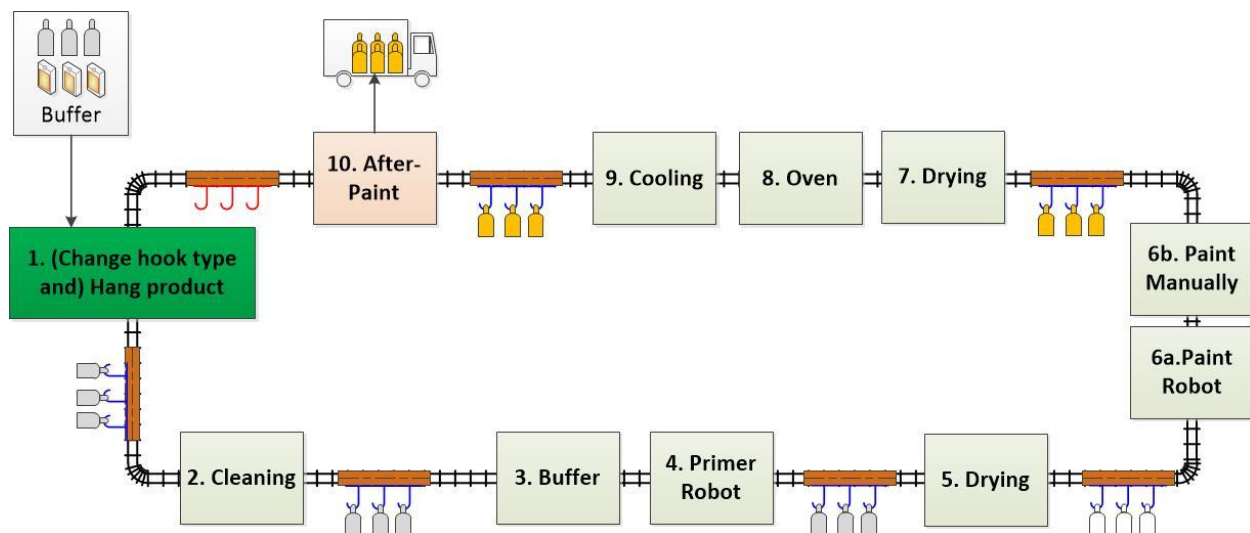 Buffer
10. After-
Paint
9. Cooling
8. Oven
7. Drying
1. (Change hook type
and) Hang product
6b. Paint
Manually
6a.Paint
Robot
2. Cleaning
3. Buffer
4. Primer
Robot
5. Drying